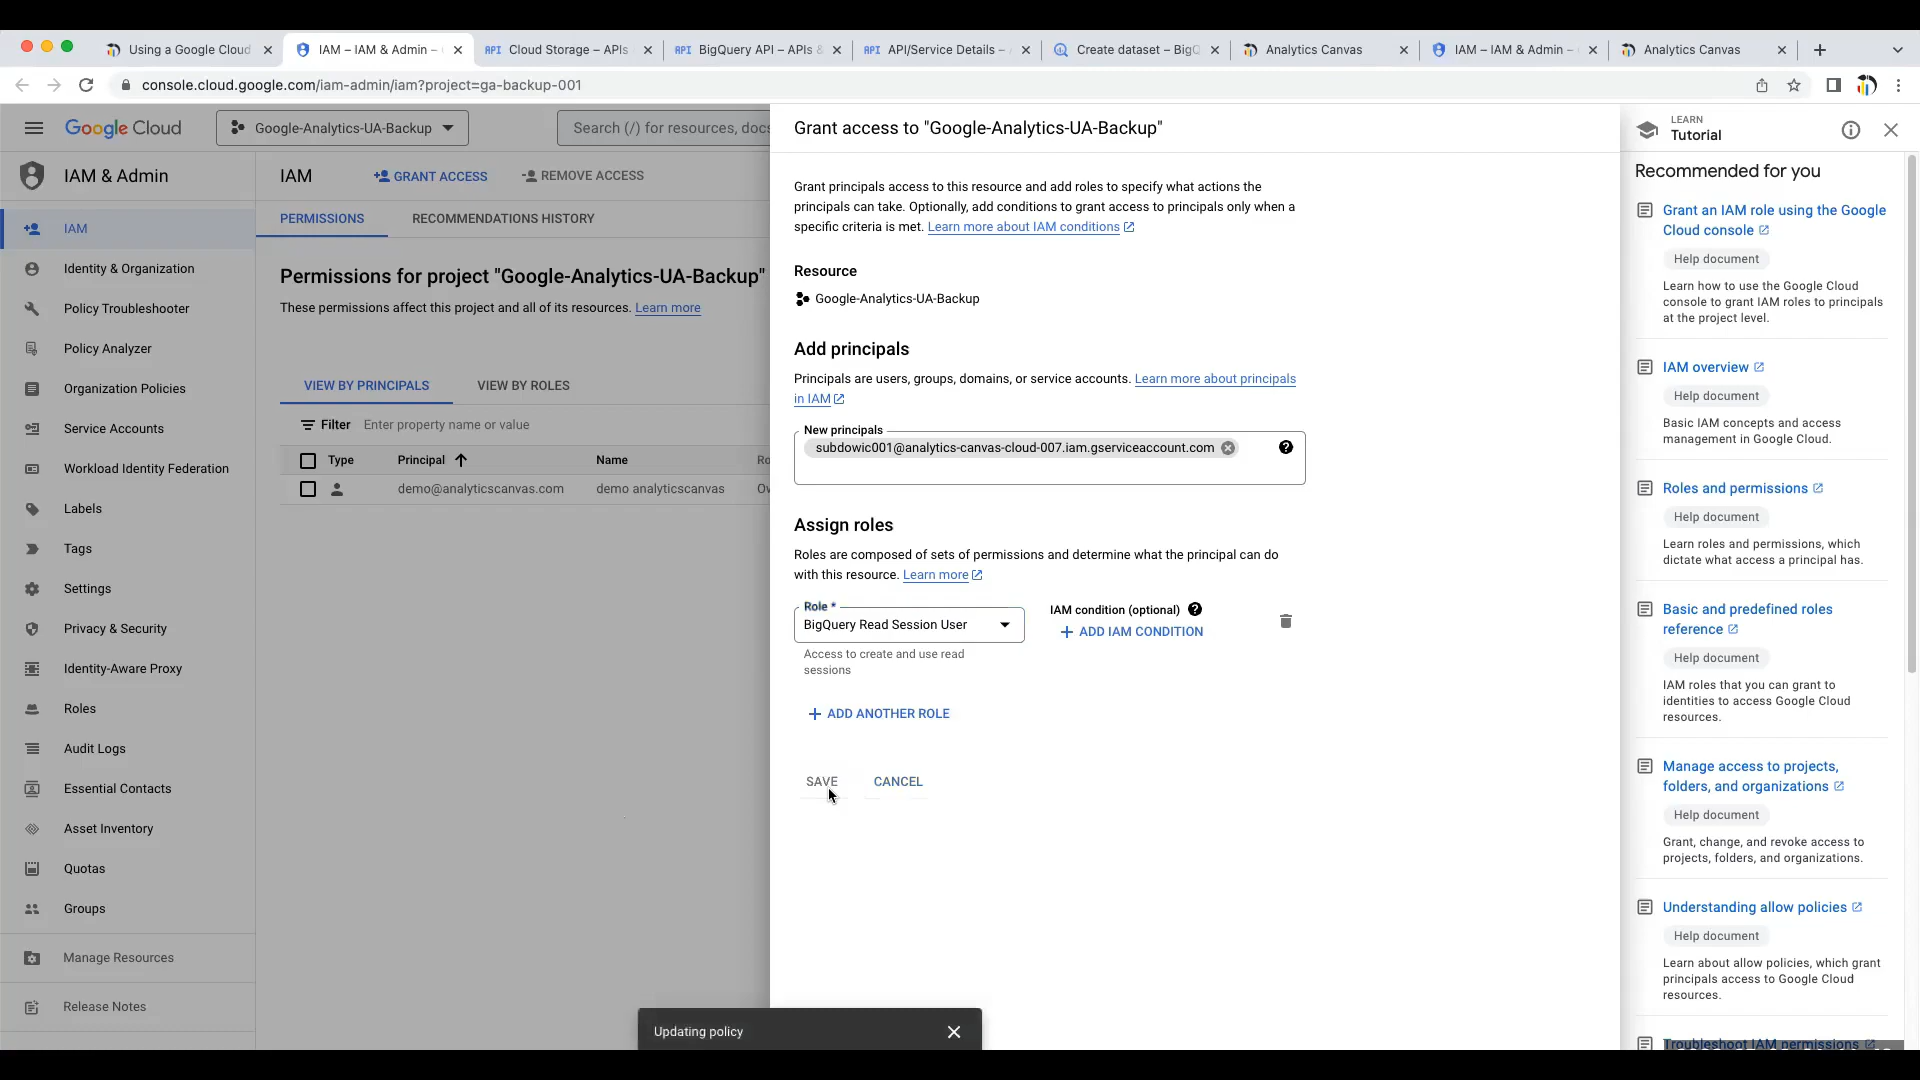 Using a Google Cloud
IAM – IAM & Admin –
API Cloud Storage – APIs
API BigQuery API – APIs &
API API/Service Details –
Create dataset – BigQ
Analytics Canvas
IAM – IAM & Admin –
Analytics Canvas
console.cloud.google.com/iam-admin/iam?project=ga-backup-001
Google Cloud
Google-Analytics-UA-Backup
Search (/) for resources, docs
IAM & Admin
IAM
Identity & Organization
Policy Troubleshooter
Policy Analyzer
Organization Policies
Service Accounts
Workload Identity Federation
Labels
Tags
Settings
Privacy & Security
Identity-Aware Proxy
Roles
Audit Logs
Essential Contacts
Asset Inventory
Quotas
Groups
Manage Resources
Release Notes
IAM
GRANT ACCESS
REMOVE ACCESS
PERMISSIONS
RECOMMENDATIONS HISTORY
Permissions for project "Google-Analytics-UA-Backup"
These permissions affect this project and all of its resources. Learn more
VIEW BY PRINCIPALS
VIEW BY ROLES
Filter Enter property name or value
Type Principal Name Ro
demo@analyticscanvas.com demo analyticscanvas Ow
Grant access to "Google-Analytics-UA-Backup"
Grant principals access to this resource and add roles to specify what actions the
principals can take. Optionally, add conditions to grant access to principals only when a
specific criteria is met. Learn more about IAM conditions
Resource
Google-Analytics-UA-Backup
Add principals
Principals are users, groups, domains, or service accounts. Learn more about principals
in IAM
New principals
subdowic001@analytics-canvas-cloud-007.iam.gserviceaccount.com
Assign roles
Roles are composed of sets of permissions and determine what the principal can do
with this resource. Learn more
Role *
BigQuery Read Session User
Access to create and use read
sessions
IAM condition (optional)
ADD IAM CONDITION
ADD ANOTHER ROLE
SAVE
CANCEL
Updating policy
LEARN
Tutorial
Recommended for you
Grant an IAM role using the Google
Cloud console
Help document
Learn how to use the Google Cloud
console to grant IAM roles to principals
at the project level.
IAM overview
Help document
Basic IAM concepts and access
management in Google Cloud.
Roles and permissions
Help document
Learn roles and permissions, which
dictate what access a principal has.
Basic and predefined roles
reference
Help document
IAM roles that you can grant to
identities to access Google Cloud
resources.
Manage access to projects,
folders, and organizations
Help document
Grant, change, and revoke access to
projects, folders, and organizations.
Understanding allow policies
Help document
Learn about allow policies, which grant
principals access to Google Cloud
resources.
Troubleshoot IAM permissions